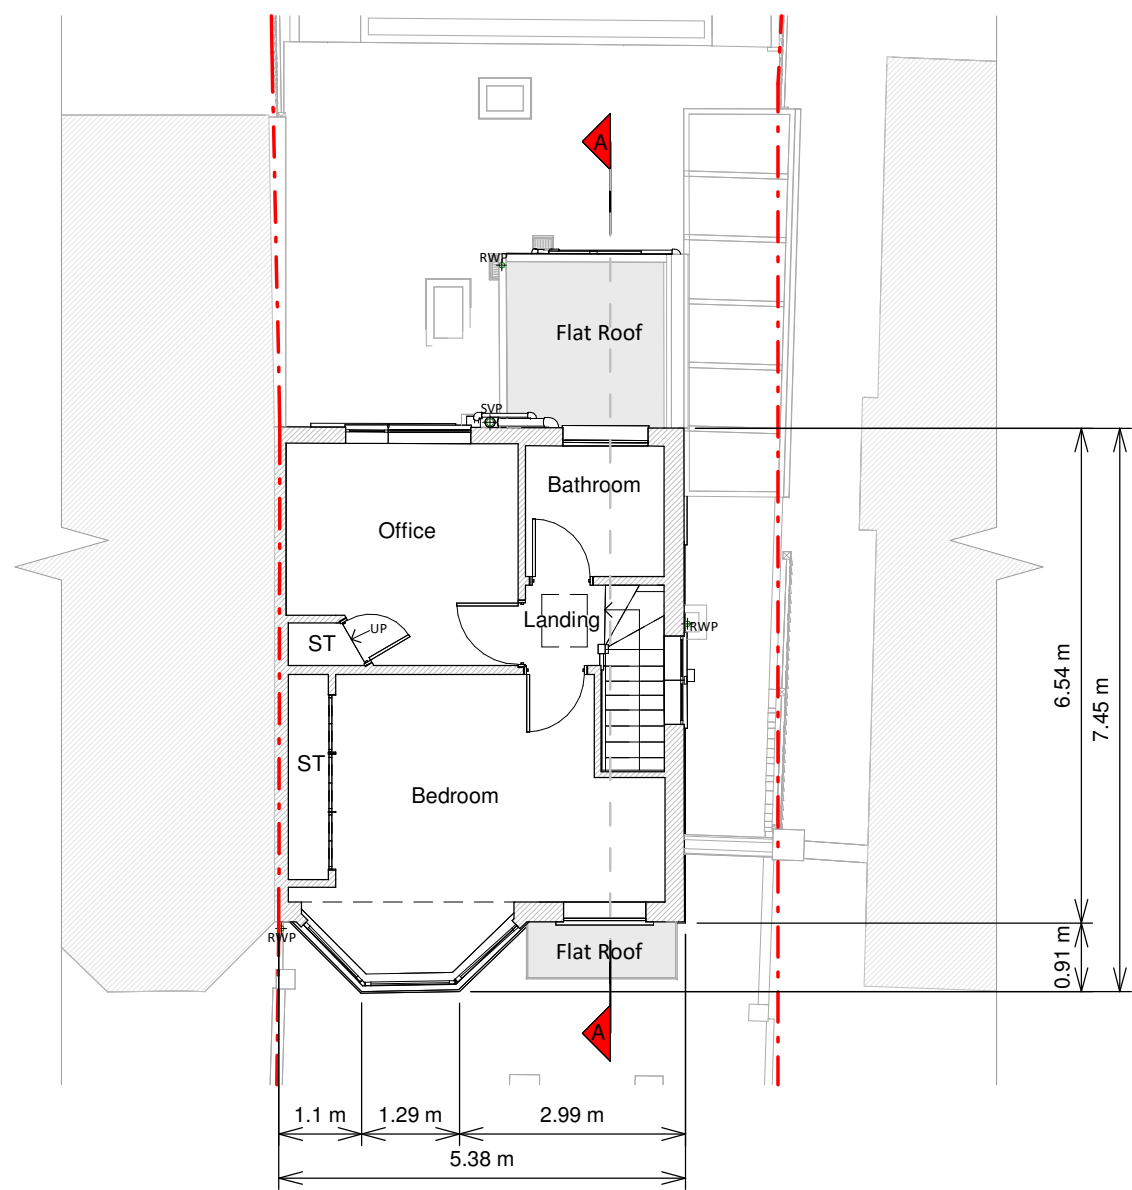 A
RWP
Flat Roof
SVP
Bathroom
Office
Landing
UP
RWP
ST
6.54 m
7.45 m
ST
Bedroom
RWP
Flat Roof
0.91 m
A
1.1 m
1.29 m
2.99 m
5.38 m